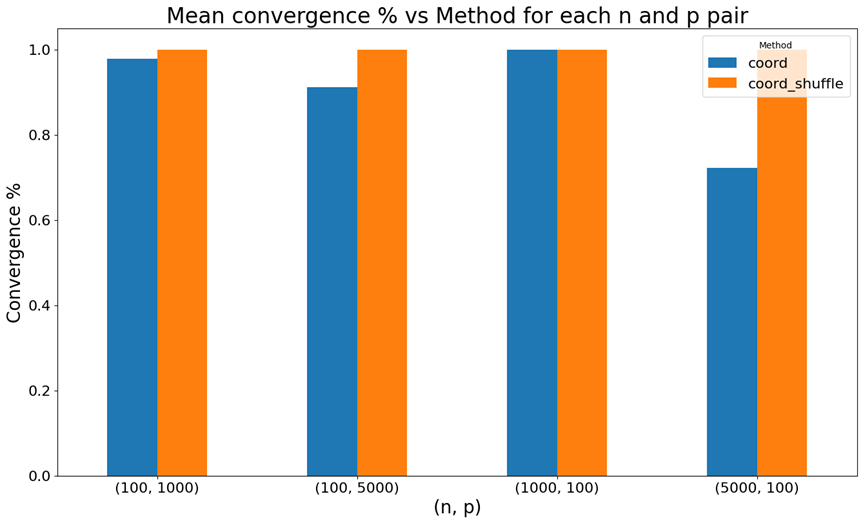 Mean convergence % vs Method for each n and p pair
Method
coord
coord_shuffle
Convergence %
1.0
0.8
0.6
0.4
0.2
0.0
(100, 1000) (100, 5000) (1000, 100) (5000, 100)
(n, p)